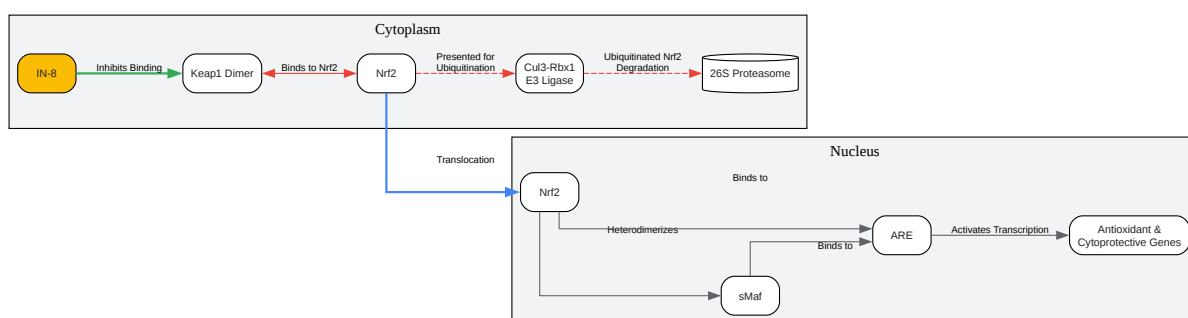 Cytoplasm
IN-8
Inhibits Binding
Keap1 Dimer
Binds to Nrf2
Nrf2
Presented for
Ubiquitination
Cul3-Rbx1
E3 Ligase
Ubiquitinated Nrf2
Degradation
26S Proteasome
Translocation
Nucleus
Nrf2
Binds to
Heterodimerizes
ARE
Activates Transcription
Antioxidant &
Cytoprotective Genes
Binds to
sMaf